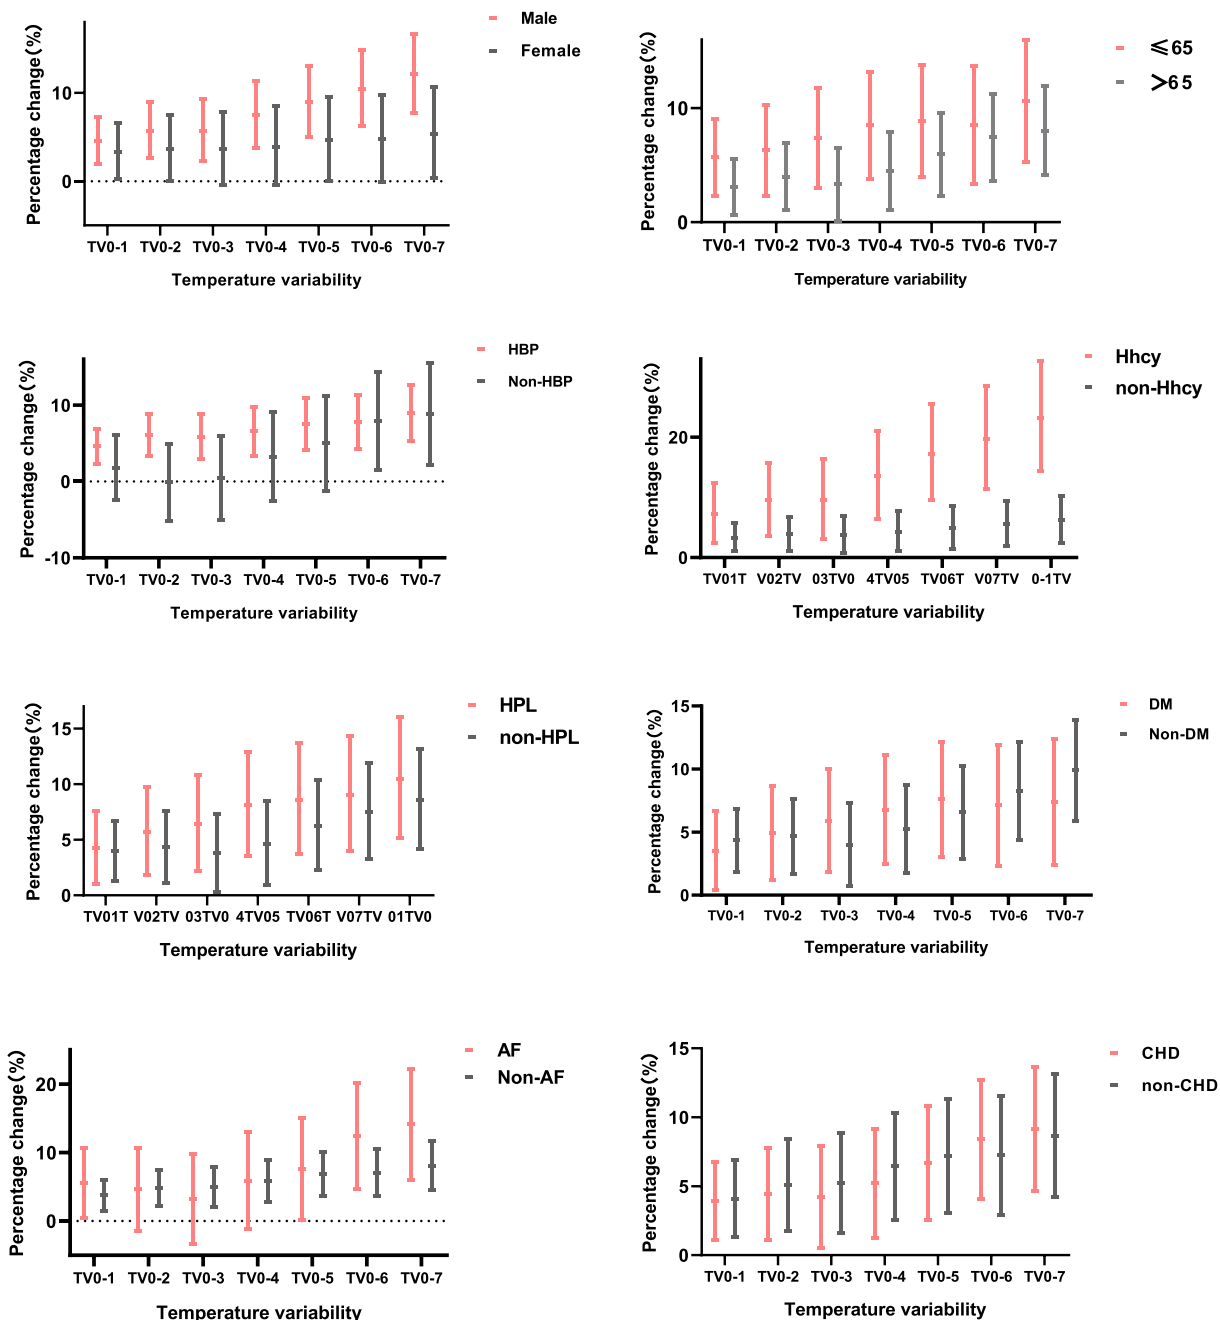 Percentage change(%)
10
0
TV0-1 TV0-2 TV0-3 TV0-4 TV0-5 TV0-6 TV0-7
Temperature variability
Male
Female
Percentage change(%)
10
0
TV0-1 TV0-2 TV0-3 TV0-4 TV0-5 TV0-6 TV0-7
Temperature variability
≤65
>65
Percentage change(%)
10
0
-10
TV0-1 TV0-2 TV0-3 TV0-4 TV0-5 TV0-6 TV0-7
Temperature variability
HBP
Non-HBP
Percentage change(%)
20
0
TV01T V02TV 03TV0 4TV05 TV06T V07TV 0-1TV
Temperature variability
Hhcy
non-Hhcy
Percentage change(%)
15
10
5
0
TV01T V02TV 03TV0 4TV05 TV06T V07TV 01TV0
Temperature variability
HPL
non-HPL
Percentage change(%)
15
10
5
0
TV0-1 TV0-2 TV0-3 TV0-4 TV0-5 TV0-6 TV0-7
Temperature variability
DM
Non-DM
Percentage change(%)
20
10
0
TV0-1 TV0-2 TV0-3 TV0-4 TV0-5 TV0-6 TV0-7
Temperature variability
AF
Non-AF
Percentage change(%)
15
10
5
0
TV0-1 TV0-2 TV0-3 TV0-4 TV0-5 TV0-6 TV0-7
Temperature variability
CHD
non-CHD